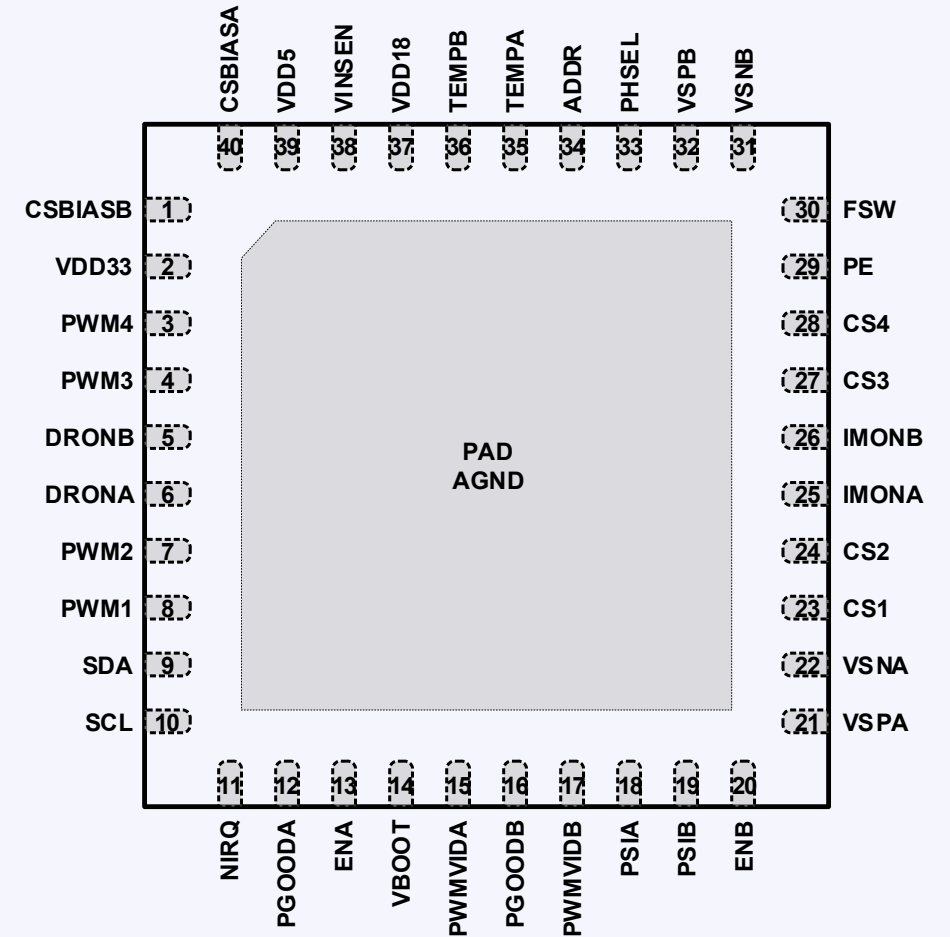 CSBIASA
VDD5
VINSEN
VDD18
TEMPB
TEMPA
ADDR
PHSEL
VSPB
VSNB
40 39 38 37 36 35 34 33 32 31
CSBIASB 1 30 FSW
VDD33 2 29 PE
PWM4 3 28 CS4
PWM3 4 27 CS3
DRONB 5 26 IMONB
PAD
AGND
DRONA 6 25 IMONA
PWM2 7 24 CS2
PWM1 8 23 CS1
SDA 9 22 VSNA
SCL 10 21 VSPA
11 12 13 14 15 16 17 18 19 20
NIRQ
PGOODA
ENA
VBOOT
PWMVIDA
PGOODB
PWMVIDB
PSIA
PSIB
ENB